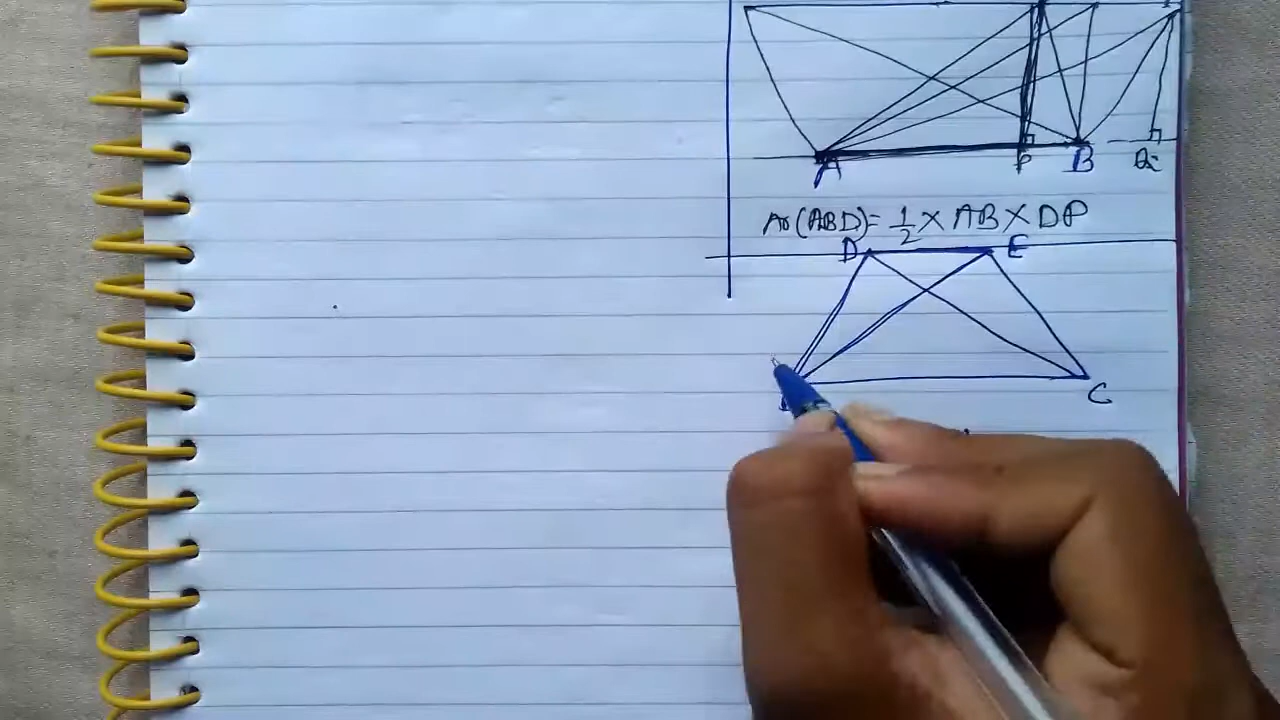 A P B Q
Ar(ABD) = 1/2 × AB × DP
D E
C